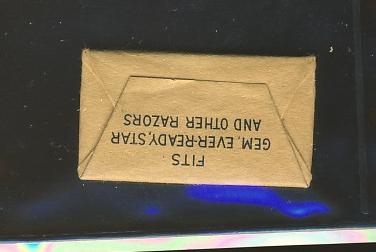 FITS
GEM, EVER-READY, STAR
AND OTHER RAZORS